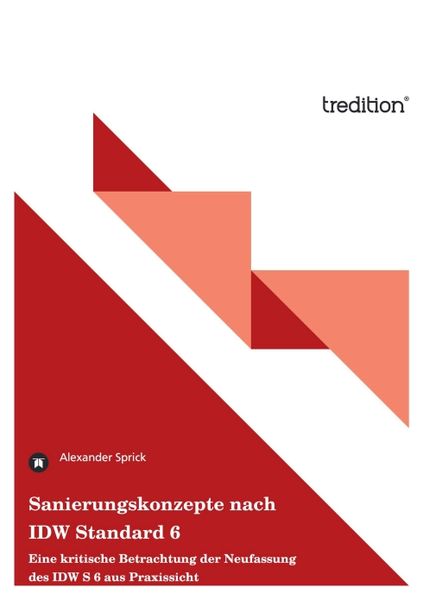 tredition®
Alexander Sprick
Sanierungskonzepte nach
IDW Standard 6
Eine kritische Betrachtung der Neufassung
des IDW S 6 aus Praxissicht